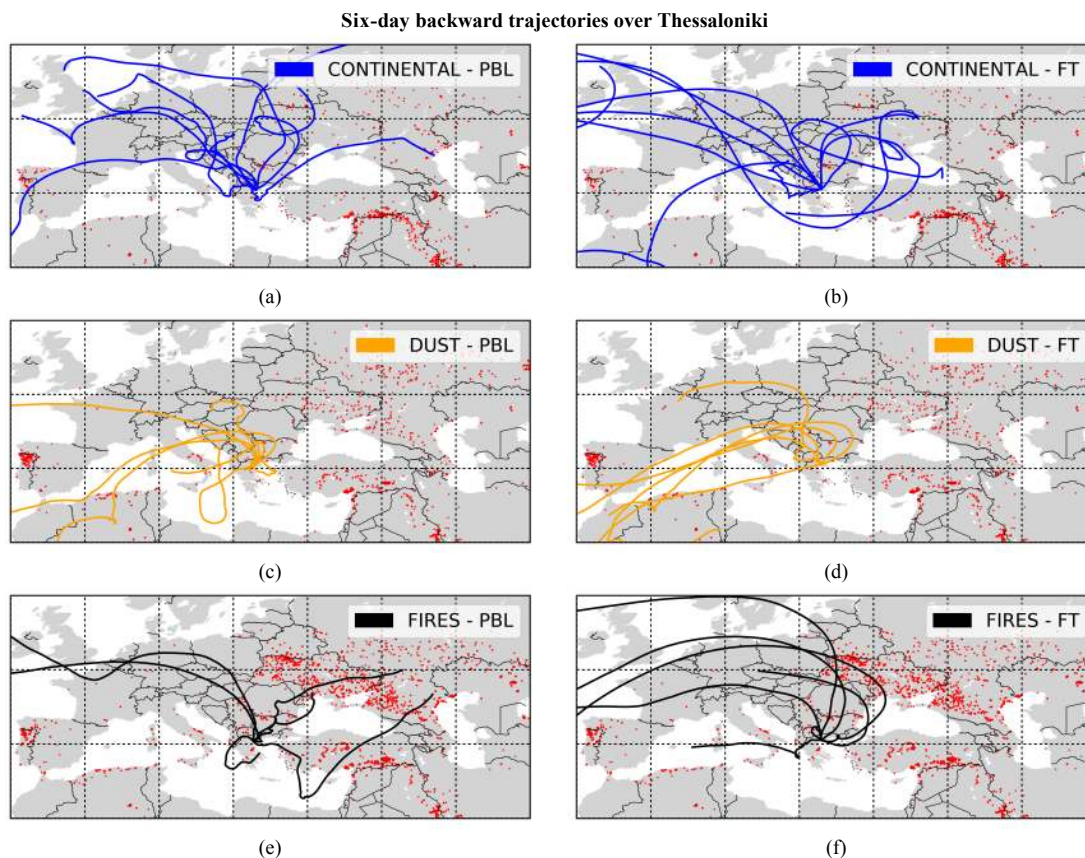 Six-day backward trajectories over Thessaloniki
CONTINENTAL - PBL
CONTINENTAL - FT
(a)
(b)
DUST - PBL
DUST - FT
(c)
(d)
FIRES - PBL
FIRES - FT
(e)
(f)